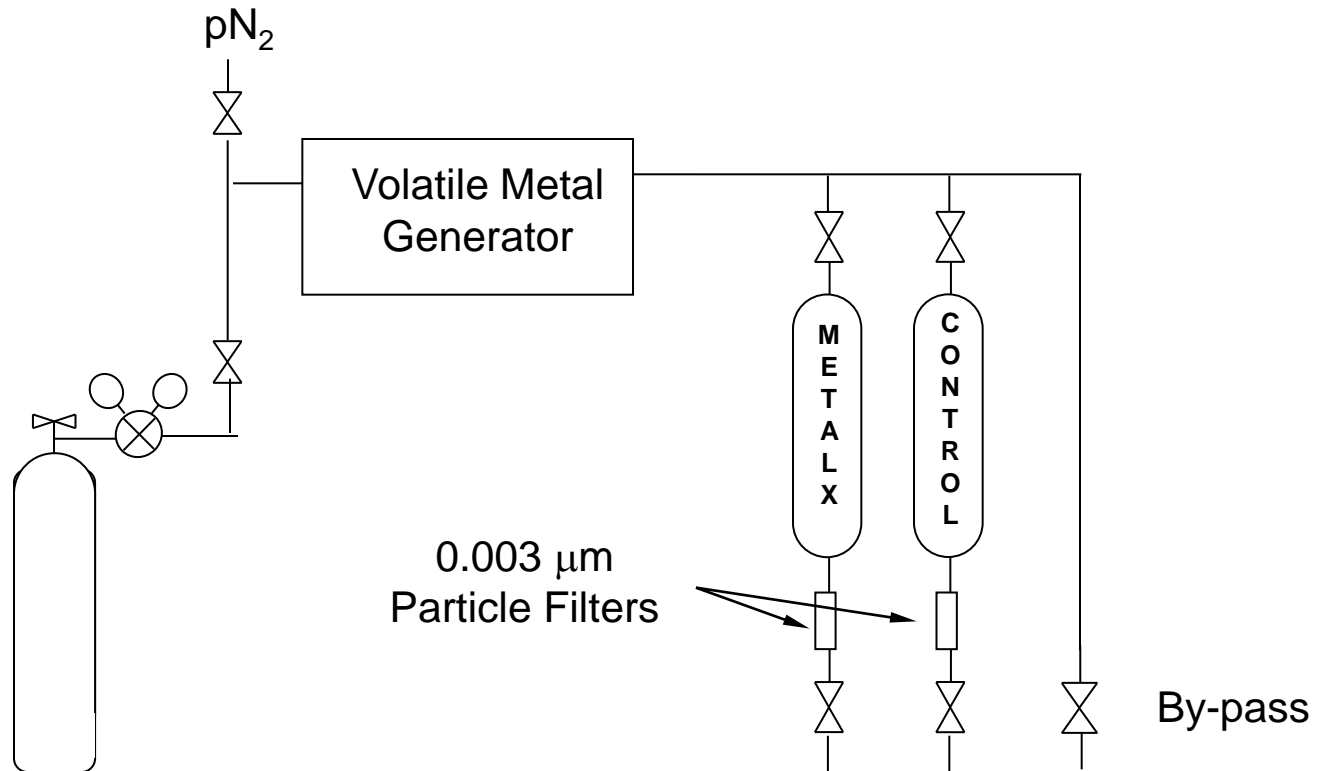 pN₂
Volatile Metal
Generator
METALX
CONTROL
0.003 μm
Particle Filters
By-pass